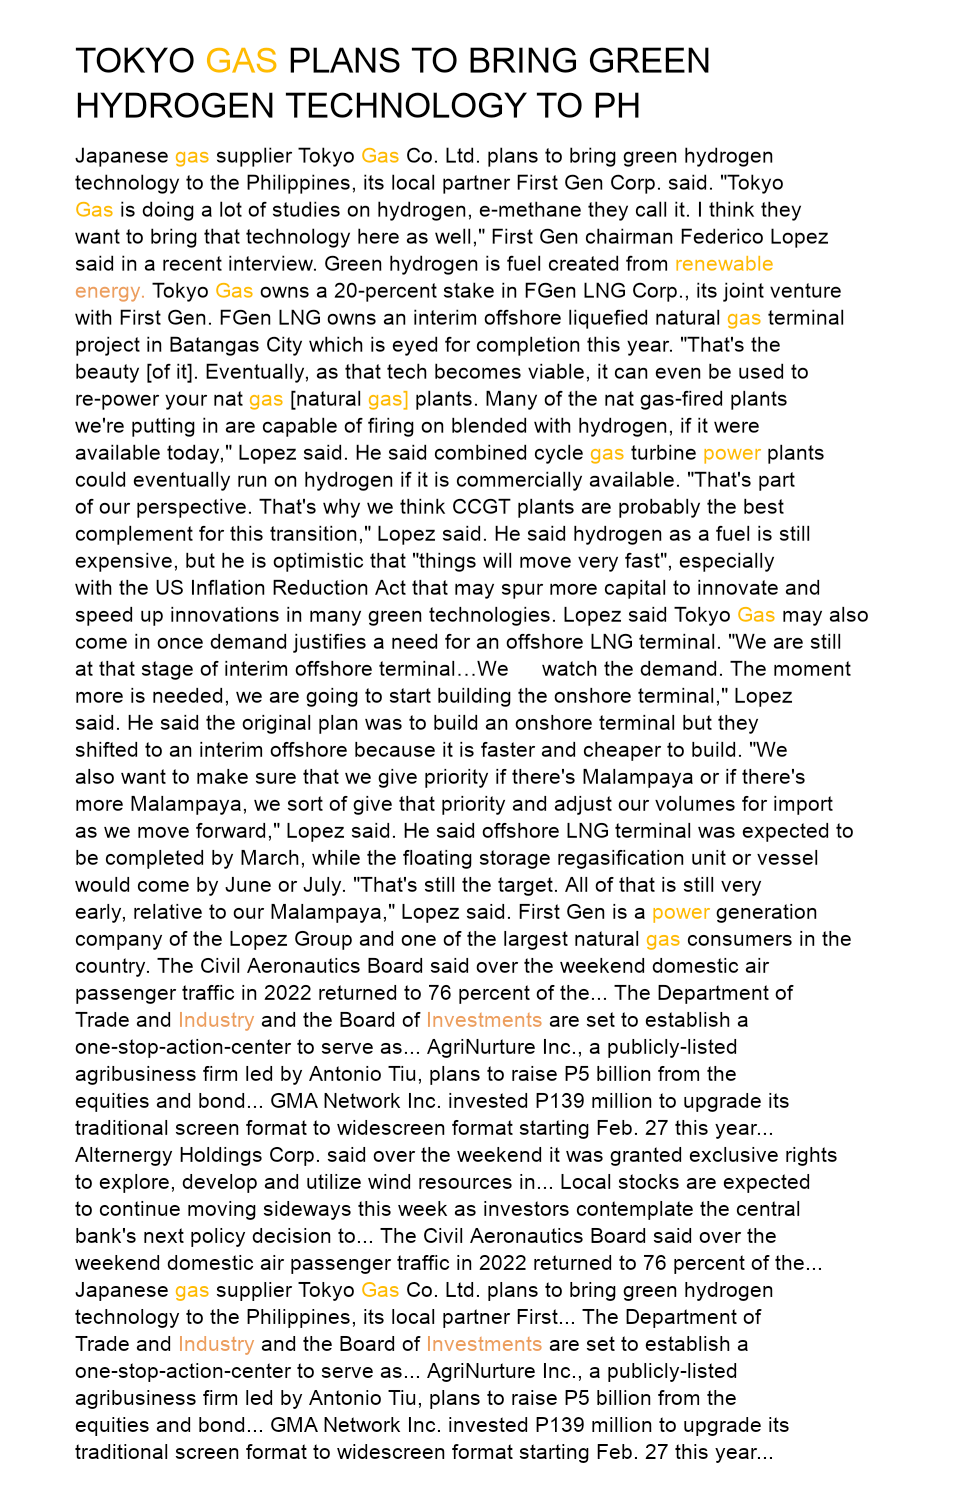 TOKYO GAS PLANS TO BRING GREEN
HYDROGEN TECHNOLOGY TO PH
Japanese gas supplier Tokyo Gas Co. Ltd. plans to bring green hydrogen
technology to the Philippines, its local partner First Gen Corp. said. "Tokyo
Gas is doing a lot of studies on hydrogen, e-methane they call it. I think they
want to bring that technology here as well," First Gen chairman Federico Lopez
said in a recent interview. Green hydrogen is fuel created from renewable
energy. Tokyo Gas owns a 20-percent stake in FGen LNG Corp., its joint venture
with First Gen. FGen LNG owns an interim offshore liquefied natural gas terminal
project in Batangas City which is eyed for completion this year. "That's the
beauty [of it]. Eventually, as that tech becomes viable, it can even be used to
re-power your nat gas [natural gas] plants. Many of the nat gas-fired plants
we're putting in are capable of firing on blended with hydrogen, if it were
available today," Lopez said. He said combined cycle gas turbine power plants
could eventually run on hydrogen if it is commercially available. "That's part
of our perspective. That's why we think CCGT plants are probably the best
complement for this transition," Lopez said. He said hydrogen as a fuel is still
expensive, but he is optimistic that "things will move very fast", especially
with the US Inflation Reduction Act that may spur more capital to innovate and
speed up innovations in many green technologies. Lopez said Tokyo Gas may also
come in once demand justifies a need for an offshore LNG terminal. "We are still
at that stage of interim offshore terminal…We watch the demand. The moment
more is needed, we are going to start building the onshore terminal," Lopez
said. He said the original plan was to build an onshore terminal but they
shifted to an interim offshore because it is faster and cheaper to build. "We
also want to make sure that we give priority if there's Malampaya or if there's
more Malampaya, we sort of give that priority and adjust our volumes for import
as we move forward," Lopez said. He said offshore LNG terminal was expected to
be completed by March, while the floating storage regasification unit or vessel
would come by June or July. "That's still the target. All of that is still very
early, relative to our Malampaya," Lopez said. First Gen is a power generation
company of the Lopez Group and one of the largest natural gas consumers in the
country. The Civil Aeronautics Board said over the weekend domestic air
passenger traffic in 2022 returned to 76 percent of the... The Department of
Trade and Industry and the Board of Investments are set to establish a
one-stop-action-center to serve as... AgriNurture Inc., a publicly-listed
agribusiness firm led by Antonio Tiu, plans to raise P5 billion from the
equities and bond... GMA Network Inc. invested P139 million to upgrade its
traditional screen format to widescreen format starting Feb. 27 this year...
Alternergy Holdings Corp. said over the weekend it was granted exclusive rights
to explore, develop and utilize wind resources in... Local stocks are expected
to continue moving sideways this week as investors contemplate the central
bank's next policy decision to... The Civil Aeronautics Board said over the
weekend domestic air passenger traffic in 2022 returned to 76 percent of the...
Japanese gas supplier Tokyo Gas Co. Ltd. plans to bring green hydrogen
technology to the Philippines, its local partner First... The Department of
Trade and Industry and the Board of Investments are set to establish a
one-stop-action-center to serve as... AgriNurture Inc., a publicly-listed
agribusiness firm led by Antonio Tiu, plans to raise P5 billion from the
equities and bond... GMA Network Inc. invested P139 million to upgrade its
traditional screen format to widescreen format starting Feb. 27 this year...